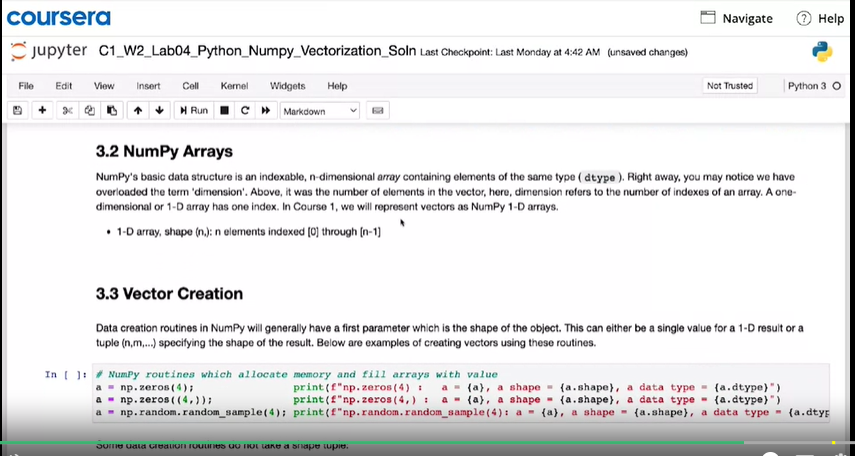 coursera
Navigate
Help
jupyter C1_W2_Lab04_Python_Numpy_Vectorization_Soln Last Checkpoint: Last Monday at 4:42 AM (unsaved changes)
File Edit View Insert Cell Kernel Widgets Help
Not Trusted
Python 3
Run
Markdown
3.2 NumPy Arrays
NumPy's basic data structure is an indexable, n-dimensional array containing elements of the same type ( dtype ). Right away, you may notice we have
overloaded the term 'dimension'. Above, it was the number of elements in the vector, here, dimension refers to the number of indexes of an array. A one-
dimensional or 1-D array has one index. In Course 1, we will represent vectors as NumPy 1-D arrays.
• 1-D array, shape (n,): n elements indexed [0] through [n-1]
3.3 Vector Creation
Data creation routines in NumPy will generally have a first parameter which is the shape of the object. This can either be a single value for a 1-D result or a
tuple (n,m,...) specifying the shape of the result. Below are examples of creating vectors using these routines.
In [ ]: # NumPy routines which allocate memory and fill arrays with value
a = np.zeros(4); print(f"np.zeros(4) : a = {a}, a shape = {a.shape}, a data type = {a.dtype}")
a = np.zeros((4,)); print(f"np.zeros(4,) : a = {a}, a shape = {a.shape}, a data type = {a.dtype}")
a = np.random.random_sample(4); print(f"np.random.random_sample(4): a = {a}, a shape = {a.shape}, a data type = {a.dtyp
Some data creation routines do not take a shape tuple: